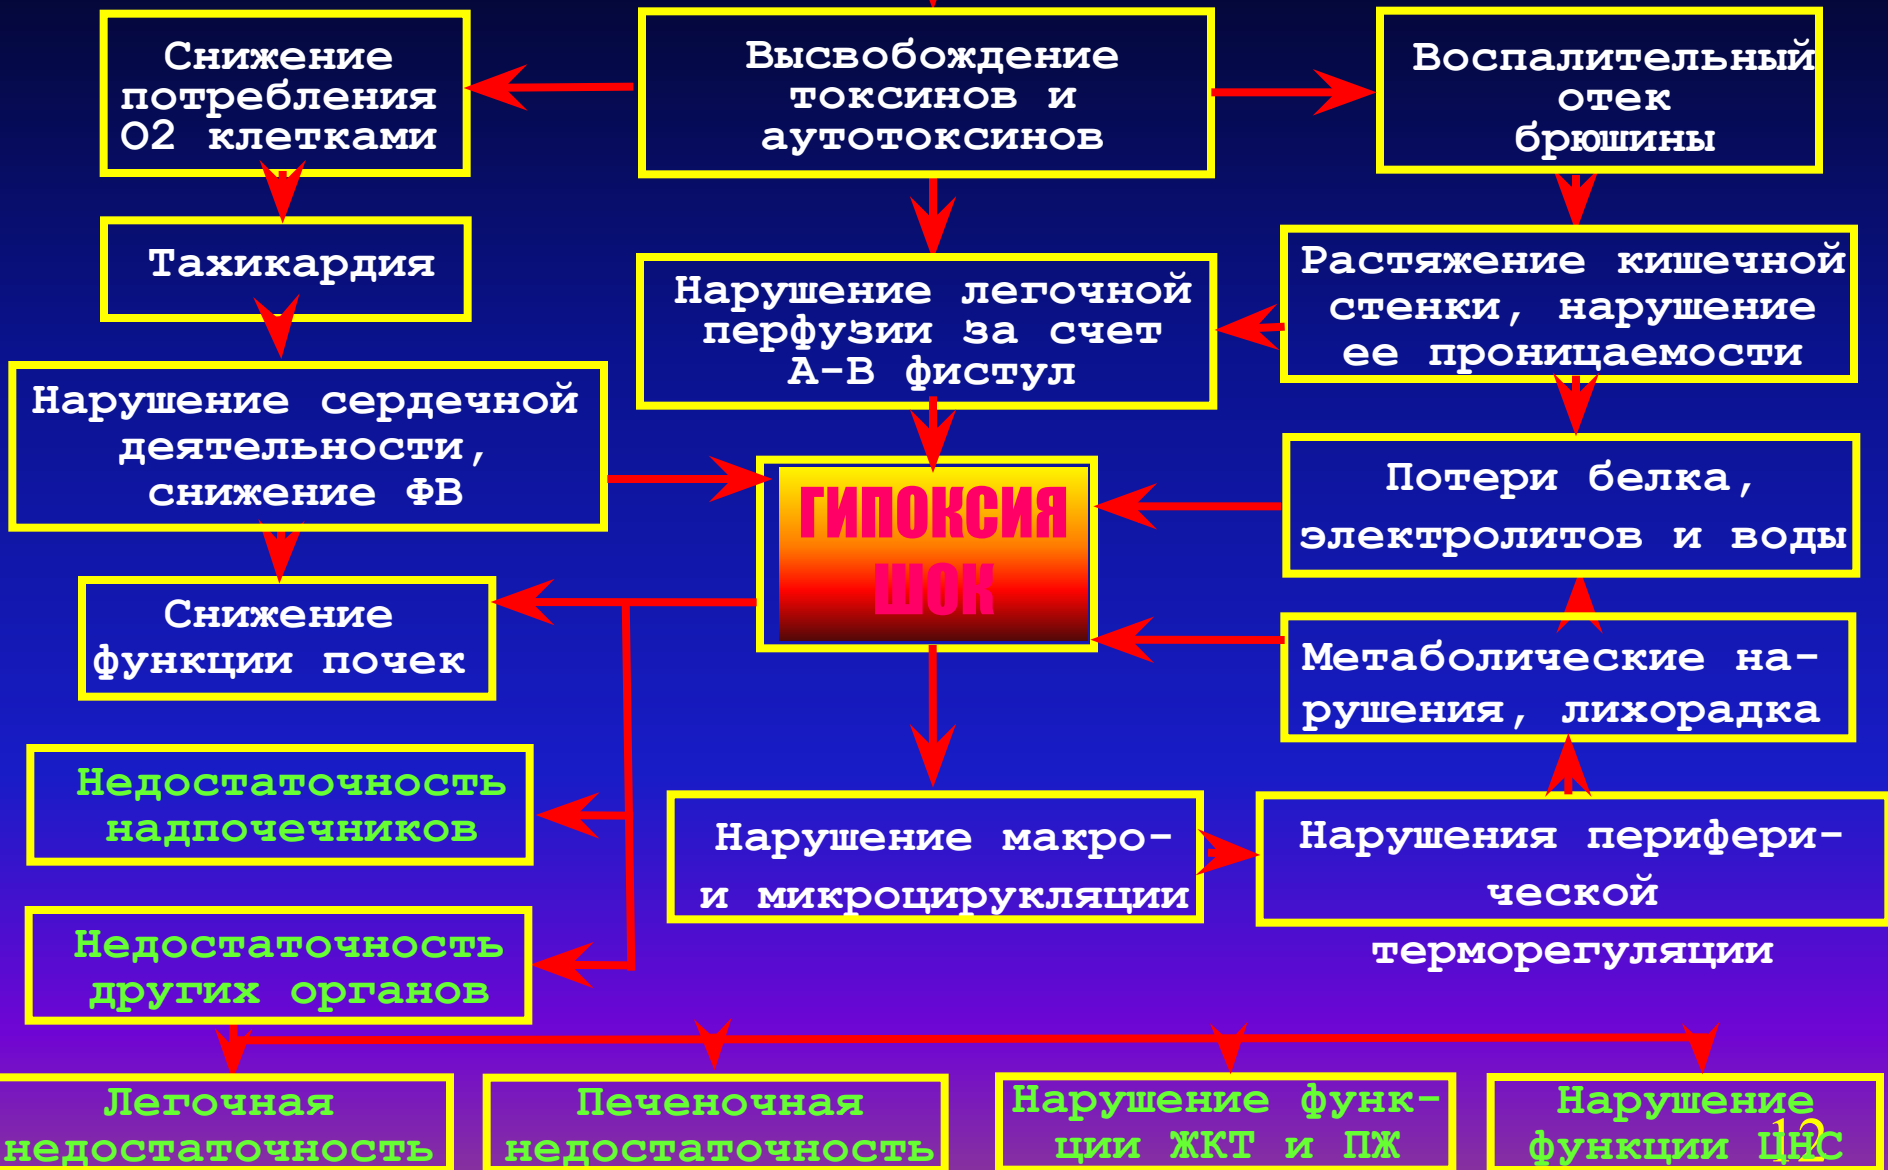 Снижение
потребления
О2 клетками
Высвобождение
токсинов и
аутотоксинов
Воспалительный
отек
брюшины
Тахикардия
Нарушение легочной
перфузии за счет
А-В фистул
Растяжение кишечной
стенки, нарушение
ее проницаемости
Нарушение сердечной
деятельности,
снижение ФВ
ГИПОКСИЯ
ШОК
Потери белка,
электролитов и воды
Снижение
функции почек
Метаболические на-
рушения, лихорадка
Недостаточность
надпочечников
Нарушение макро-
и микроцирукляции
Нарушения перифери-
ческой
терморегуляции
Недостаточность
других органов
Легочная
недостаточность
Печеночная
недостаточность
Нарушение функ-
ции ЖКТ и ПЖ
Нарушение
функции ЦНС
12